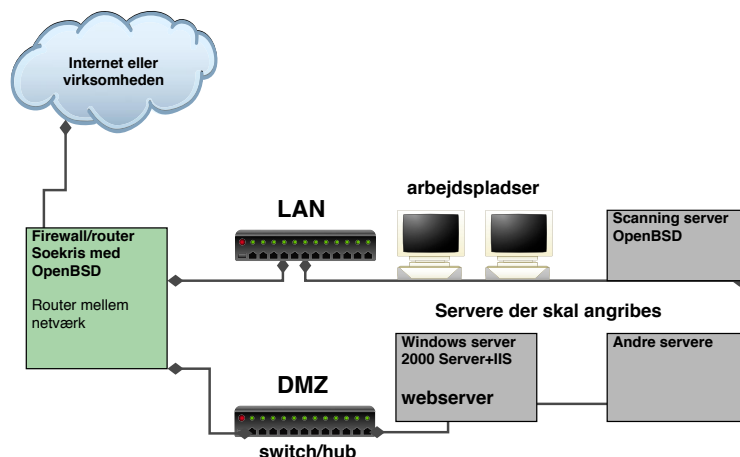 Internet eller
virksomheden
arbejdspladser
LAN
Firewall/router
Soekris med
OpenBSD
Router mellem
netværk
Scanning server
OpenBSD
Servere der skal angribes
Windows server
2000 Server+IIS
webserver
Andre servere
DMZ
switch/hub